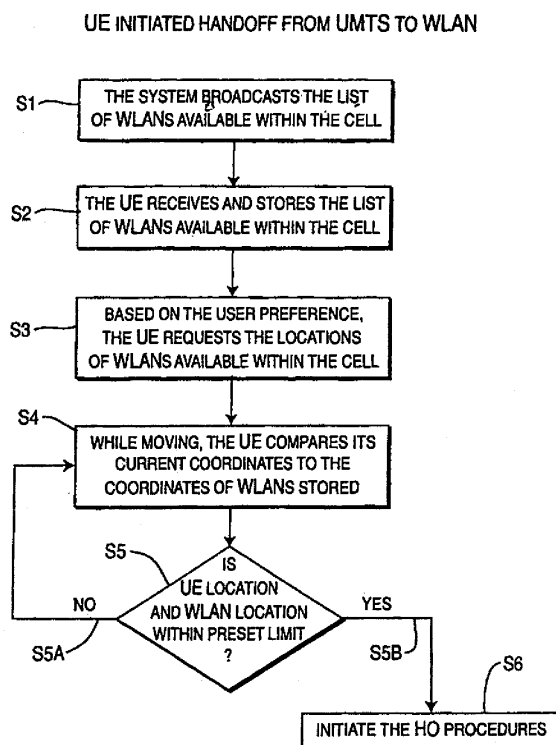 UE INITIATED HANDOFF FROM UMTS TO WLAN
S1
THE SYSTEM BROADCASTS THE LIST
OF WLANS AVAILABLE WITHIN THE CELL
S2
THE UE RECEIVES AND STORES THE LIST
OF WLANS AVAILABLE WITHIN THE CELL
S3
BASED ON THE USER PREFERENCE,
THE UE REQUESTS THE LOCATIONS
OF WLANS AVAILABLE WITHIN THE CELL
S4
WHILE MOVING, THE UE COMPARES ITS
CURRENT COORDINATES TO THE
COORDINATES OF WLANS STORED
S5
IS
UE LOCATION
AND WLAN LOCATION
WITHIN PRESET LIMIT
?
NO
S5A
YES
S5B
S6
INITIATE THE HO PROCEDURES